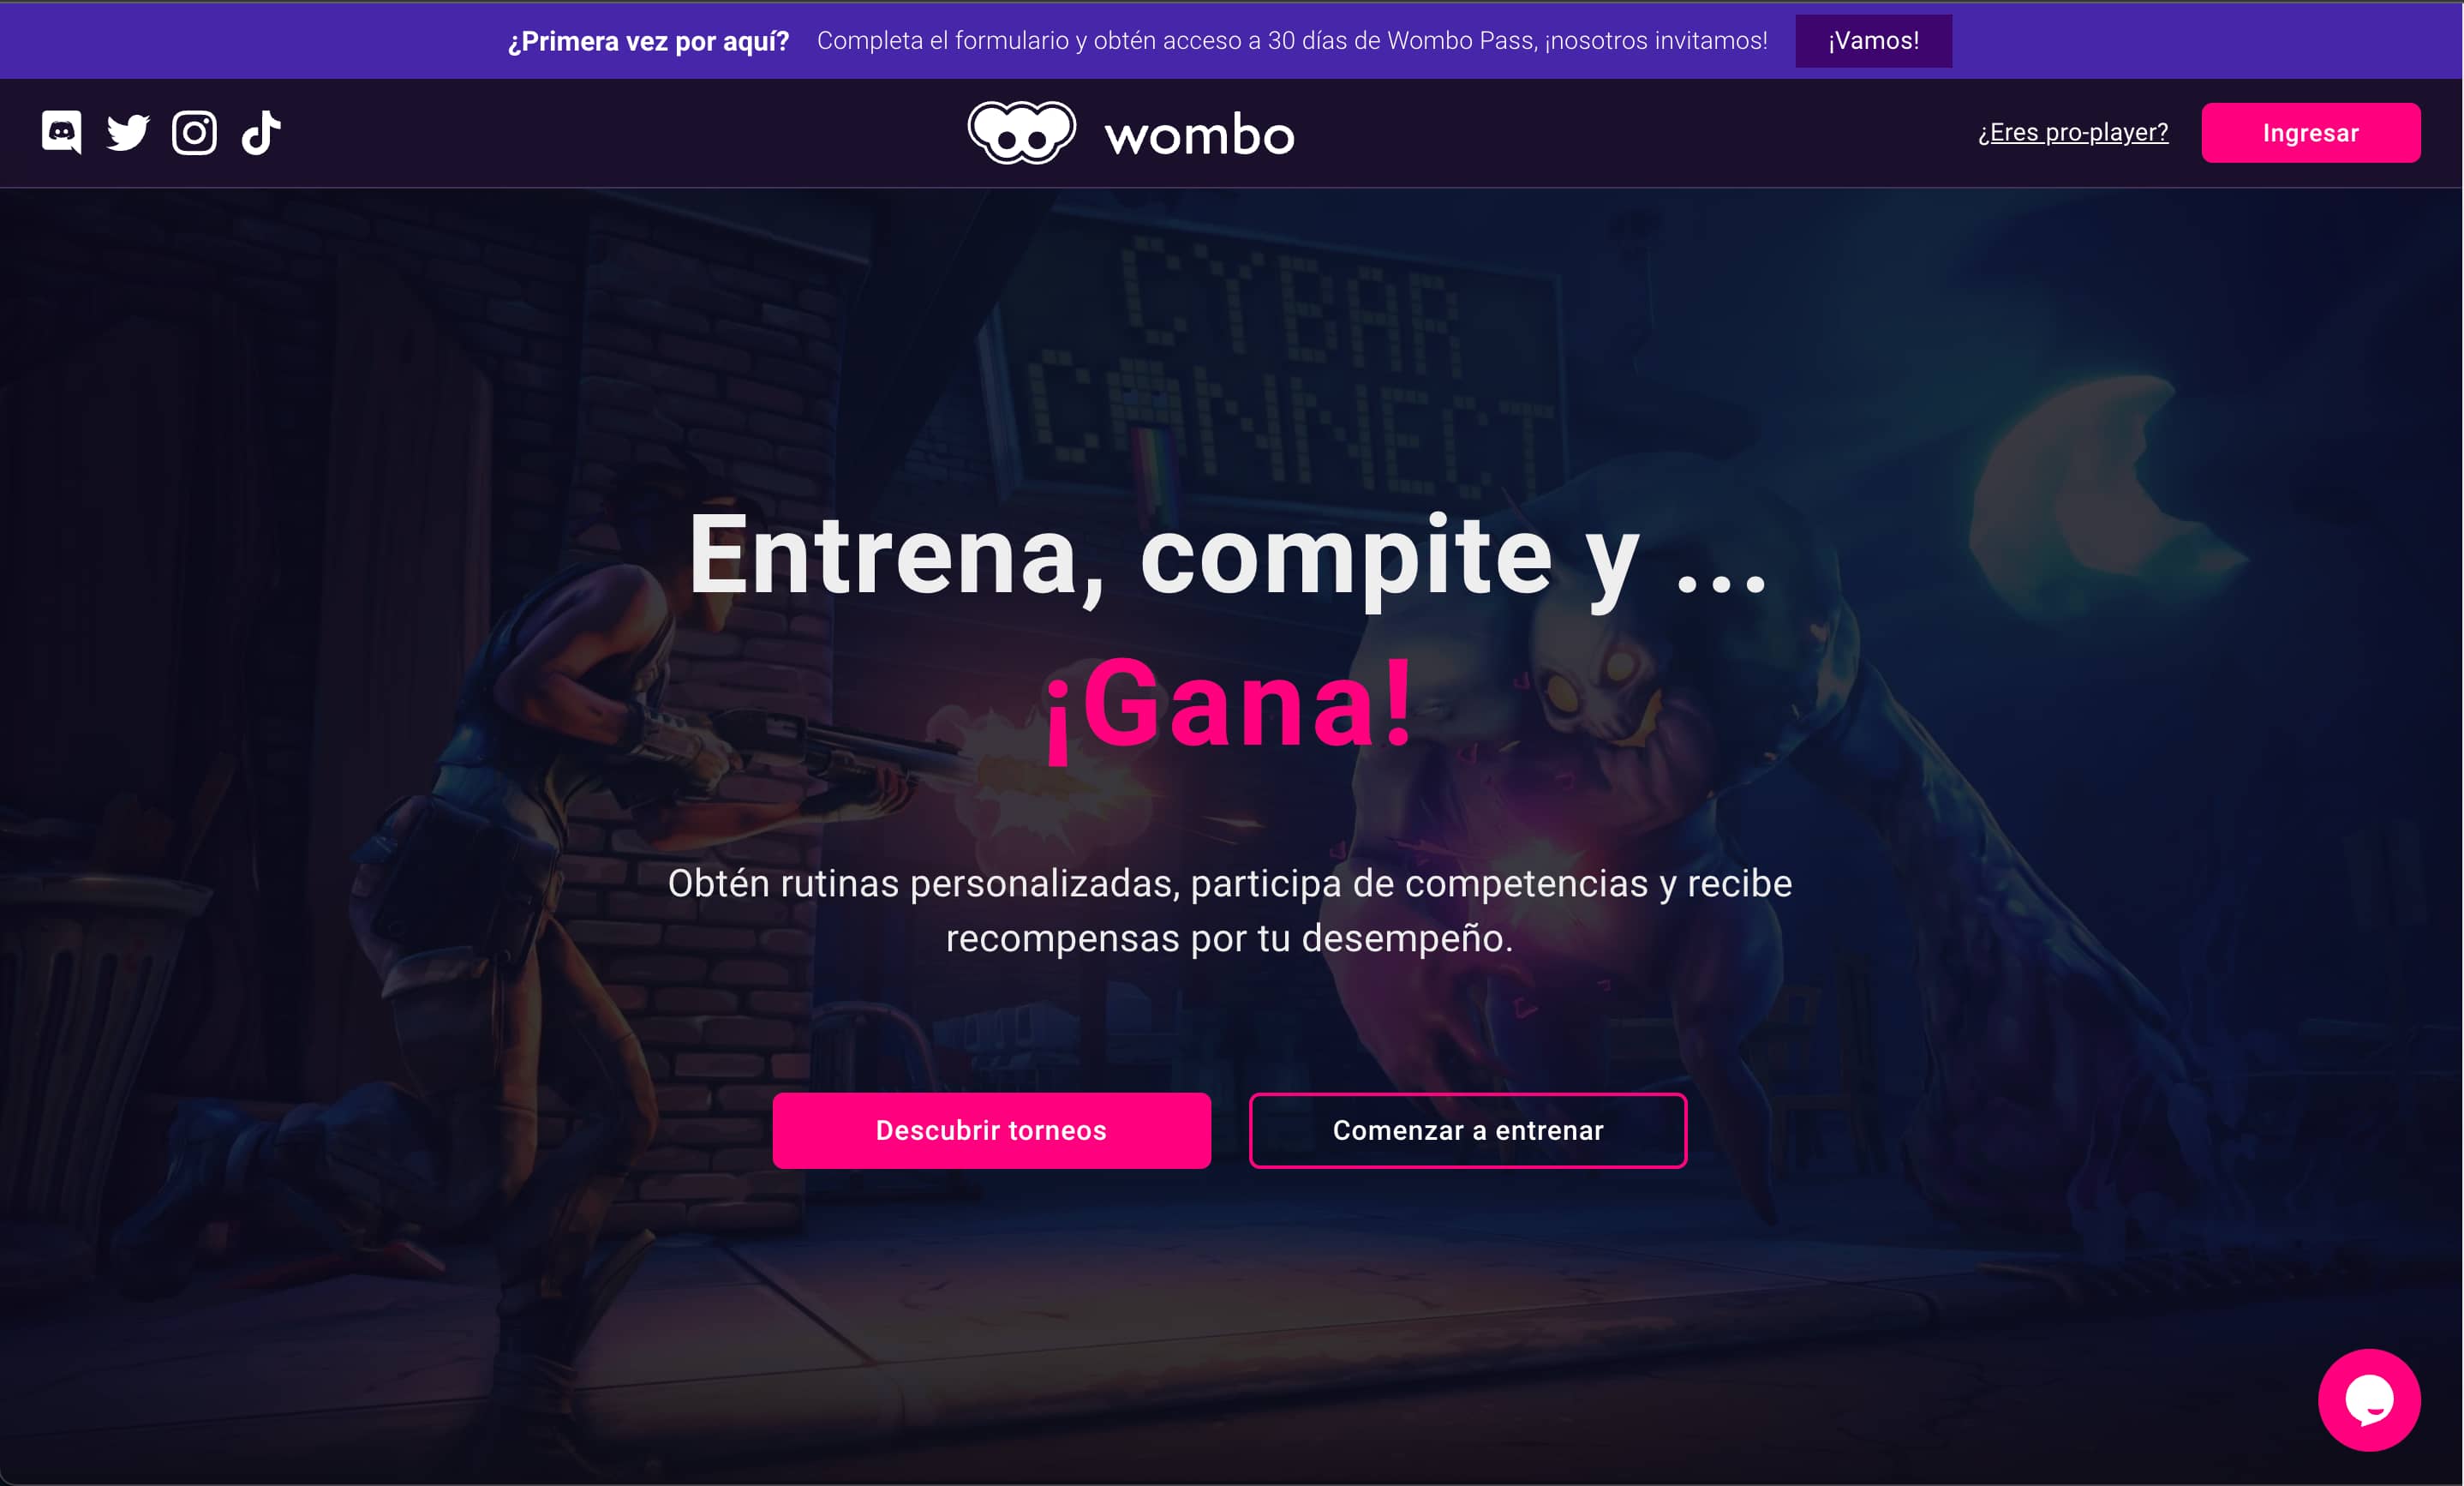 ¿Primera vez por aquí? Completa el formulario y obtén acceso a 30 días de Wombo Pass, ¡nosotros invitamos! ¡Vamos!
wombo ¿Eres pro-player? Ingresar
CYBAR
CONNECT
Entrena, compite y ...
¡Gana!
Obtén rutinas personalizadas, participa de competencias y recibe
recompensas por tu desempeño.
Descubrir torneos Comenzar a entrenar